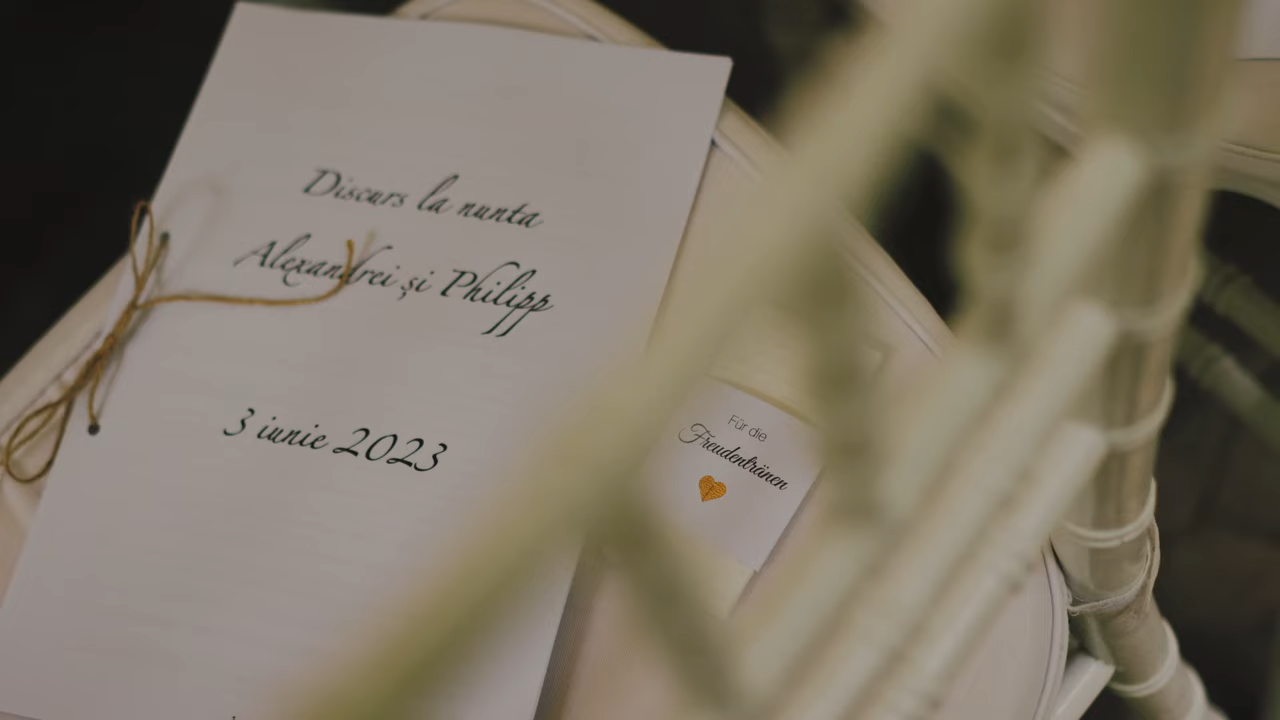 Discurs la nunta
Alexandrei și Philipp
3 iunie 2023
Für die
Freudentränen